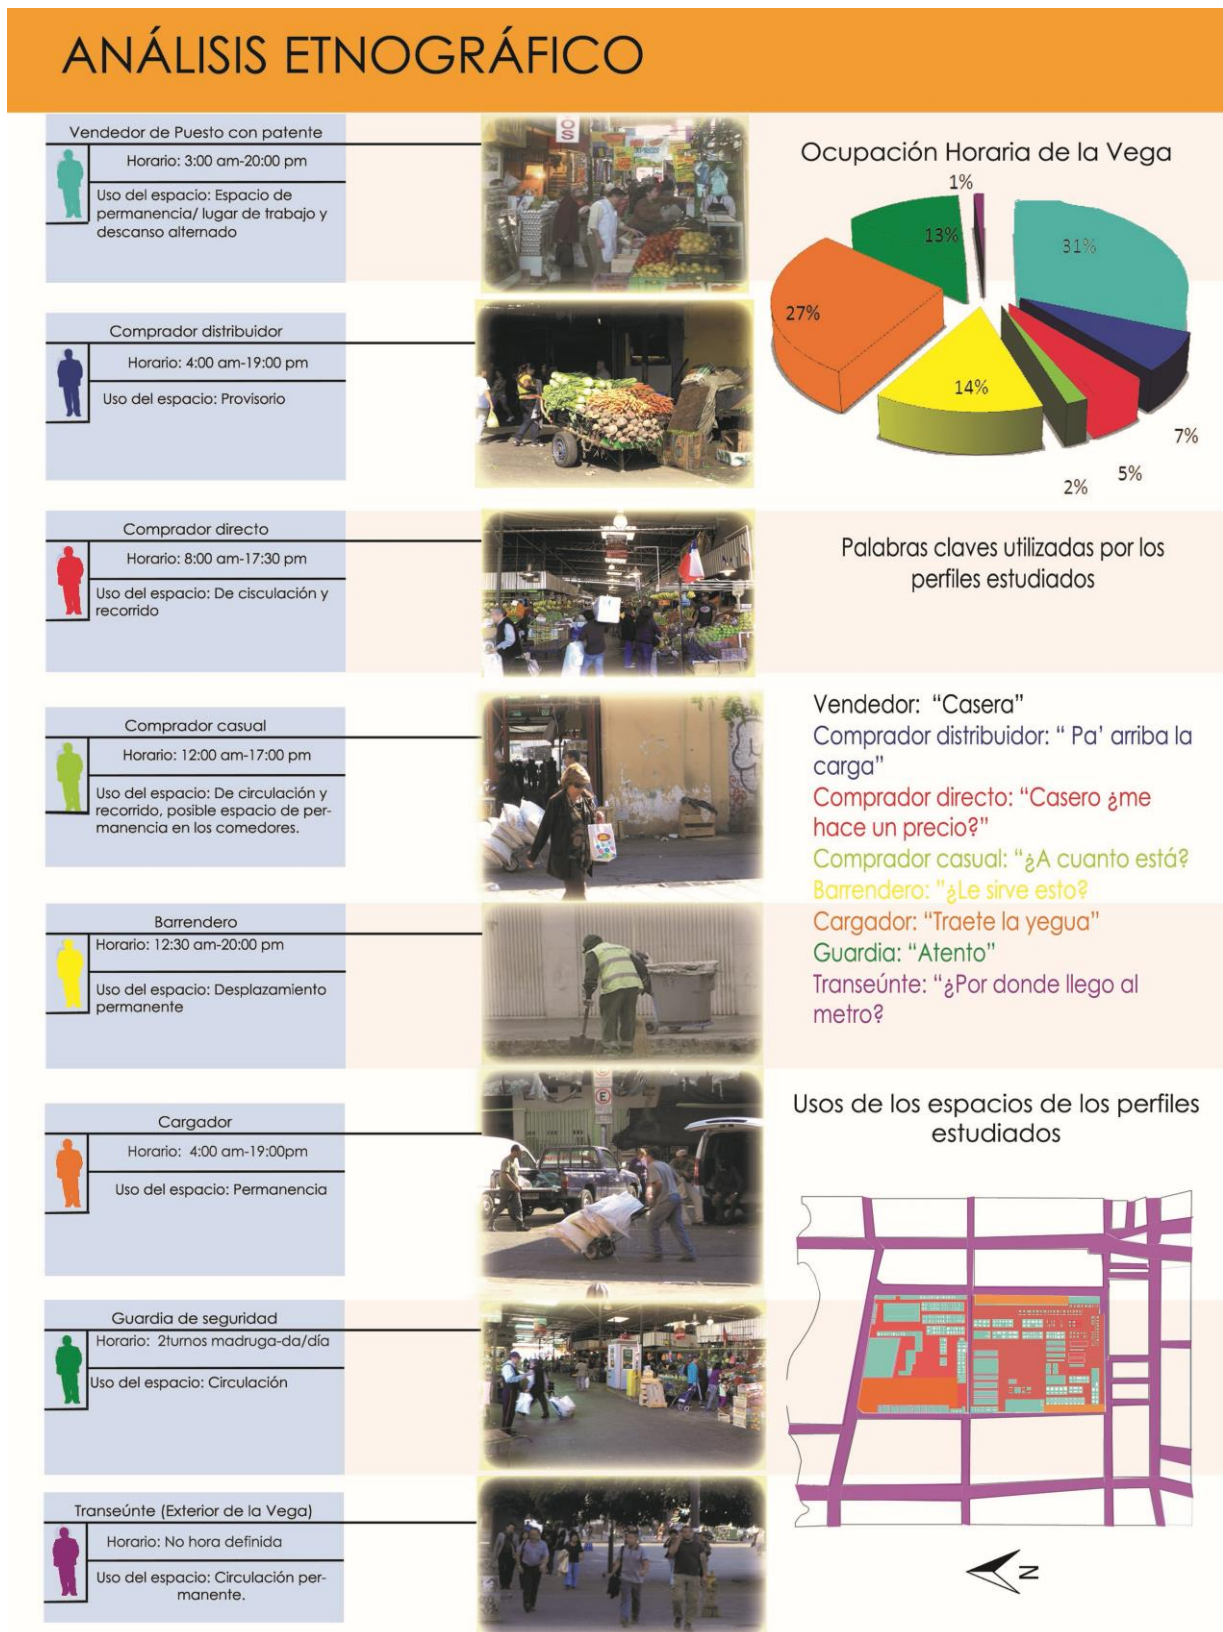 ANÁLISIS ETNOGRÁFICO
Vendedor de Puesto con patente
Horario: 3:00 am-20:00 pm
Uso del espacio: Espacio de
permanencia/ lugar de trabajo y
descanso alternado
Comprador distribuidor
Horario: 4:00 am-19:00 pm
Uso del espacio: Provisorio
Comprador directo
Horario: 8:00 am-17:30 pm
Uso del espacio: De cisculación y
recorrido
Comprador casual
Horario: 12:00 am-17:00 pm
Uso del espacio: De circulación y
recorrido, posible espacio de per-
manencia en los comedores.
Barrendero
Horario: 12:30 am-20:00 pm
Uso del espacio: Desplazamiento
permanente
Cargador
Horario: 4:00 am-19:00pm
Uso del espacio: Permanencia
Guardia de seguridad
Horario: 2turnos madruga-da/día
Uso del espacio: Circulación
Transeúnte (Exterior de la Vega)
Horario: No hora definida
Uso del espacio: Circulación per-
manente.
OS
E
Ocupación Horaria de la Vega
1%
13%
31%
27%
14%
7%
5%
2%
Palabras claves utilizadas por los
perfiles estudiados
Vendedor: “Casera”
Comprador distribuidor: “ Pa’ arriba la
carga”
Comprador directo: “Casero ¿me
hace un precio?”
Comprador casual: “¿A cuanto está?
Barrendero: ”¿Le sirve esto?
Cargador: “Traete la yegua”
Guardia: “Atento”
Transeúnte: “¿Por donde llego al
metro?
Usos de los espacios de los perfiles
estudiados
N